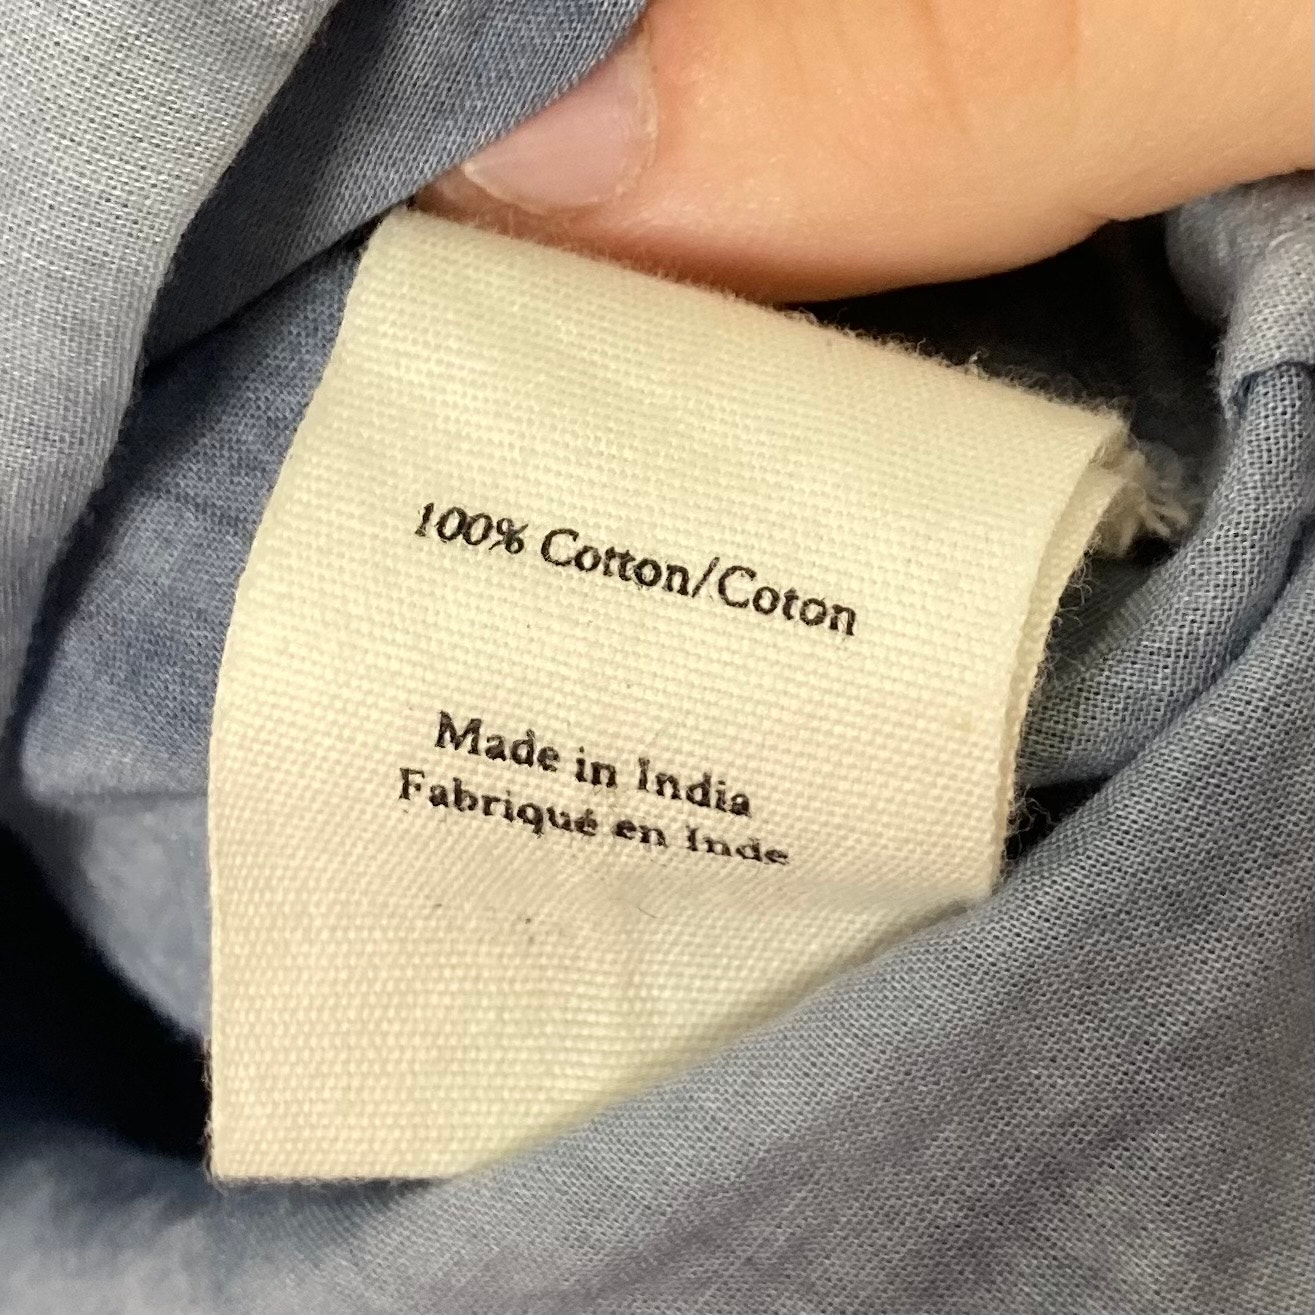 100% Cotton/Coton
Made in India
Fabriqué en Inde